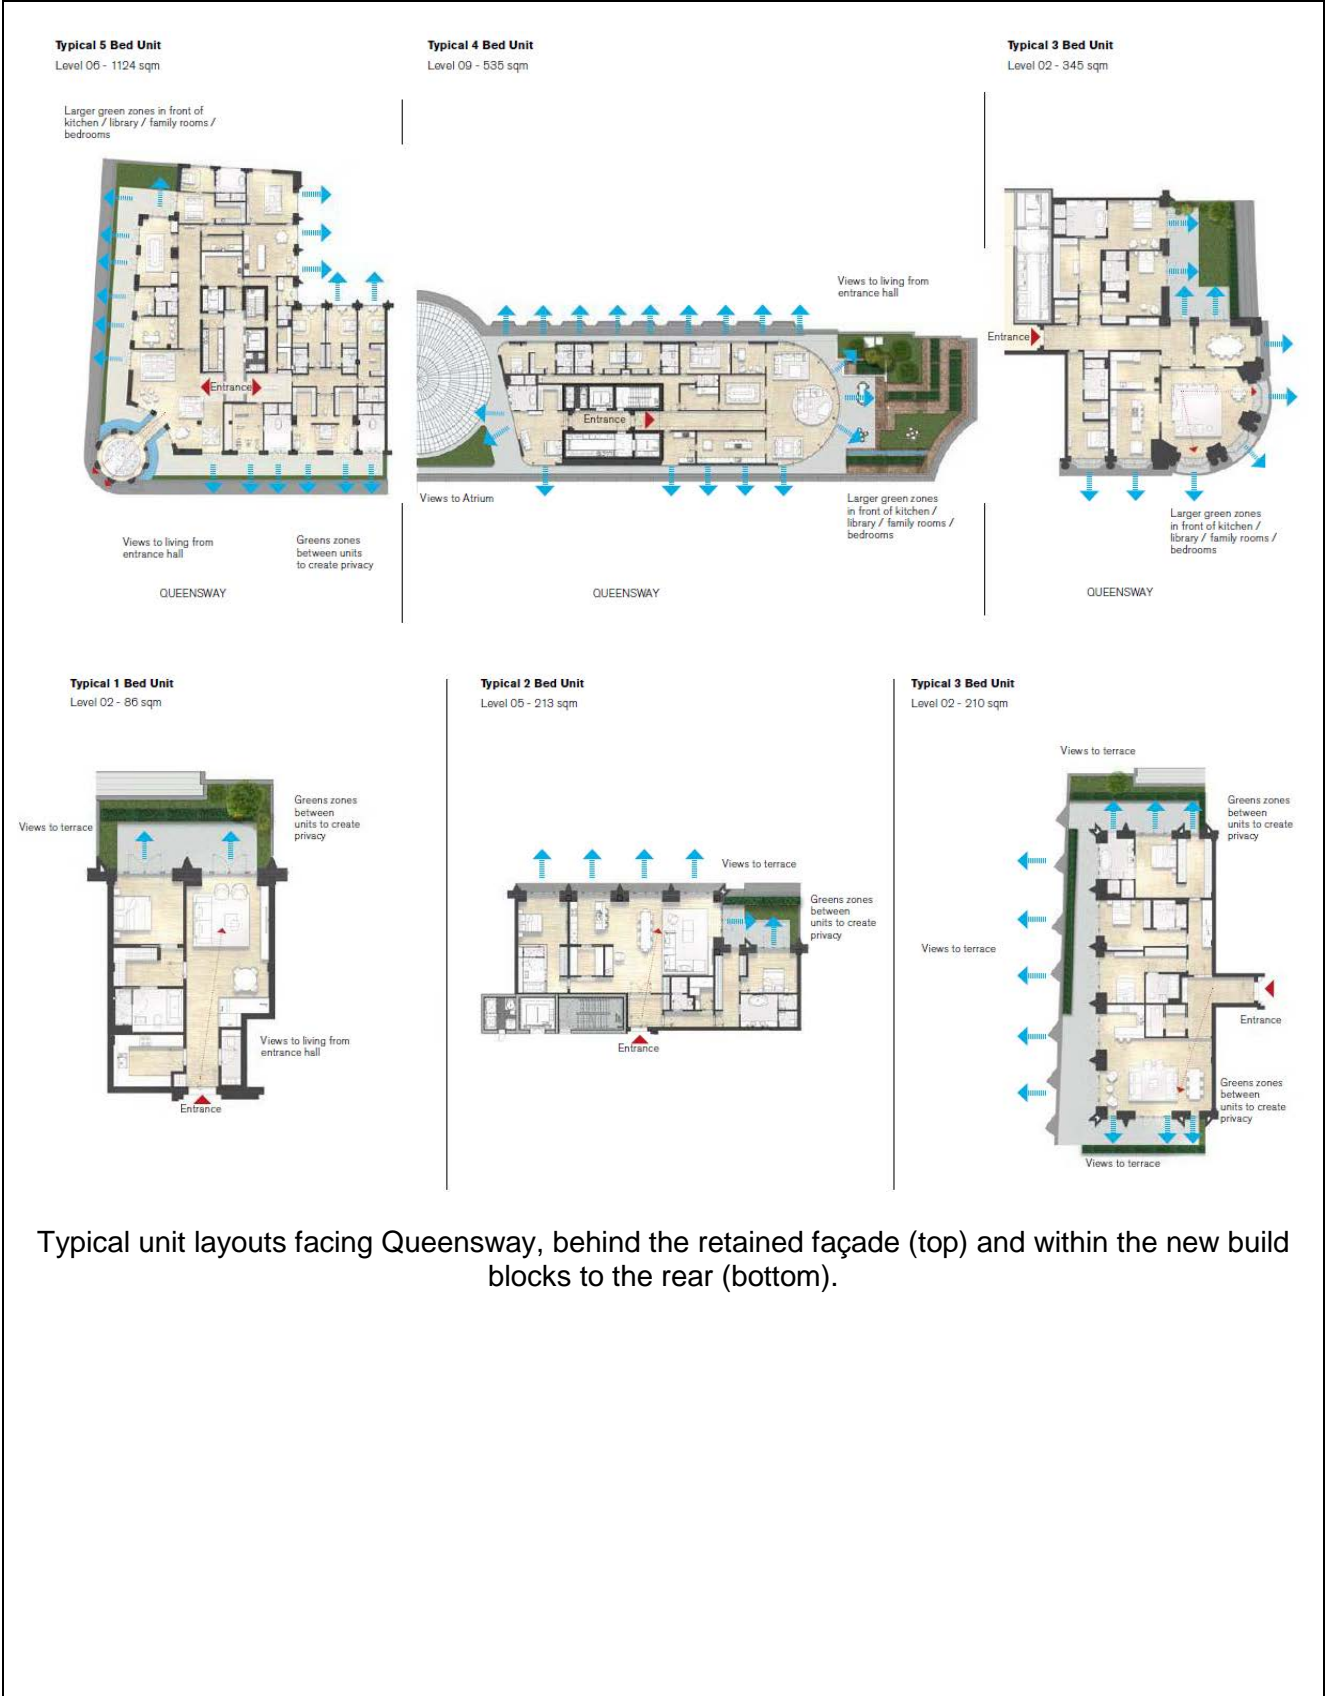 Typical 5 Bed Unit
Level 06 - 1124 sqm
Larger green zones in front of
kitchen / library / family rooms /
bedrooms
Entrance
Views to living from
entrance hall
Greens zones
between units
to create privacy
QUEENSWAY
Typical 4 Bed Unit
Level 09 - 535 sqm
Views to living from
entrance hall
Entrance
Views to Atrium
Larger green zones
in front of kitchen /
library / family rooms /
bedrooms
QUEENSWAY
Typical 3 Bed Unit
Level 02 - 345 sqm
Entrance
Larger green zones
in front of kitchen /
library / family rooms /
bedrooms
QUEENSWAY
Typical 1 Bed Unit
Level 02 - 86 sqm
Greens zones
between
units to create
privacy
Views to terrace
Views to living from
entrance hall
Entrance
Typical 2 Bed Unit
Level 05 - 213 sqm
Views to terrace
Greens zones
between
units to create
privacy
Entrance
Typical 3 Bed Unit
Level 02 - 210 sqm
Views to terrace
Greens zones
between
units to create
privacy
Views to terrace
Entrance
Greens zones
between
units to create
privacy
Views to terrace
Typical unit layouts facing Queensway, behind the retained façade (top) and within the new build
blocks to the rear (bottom).